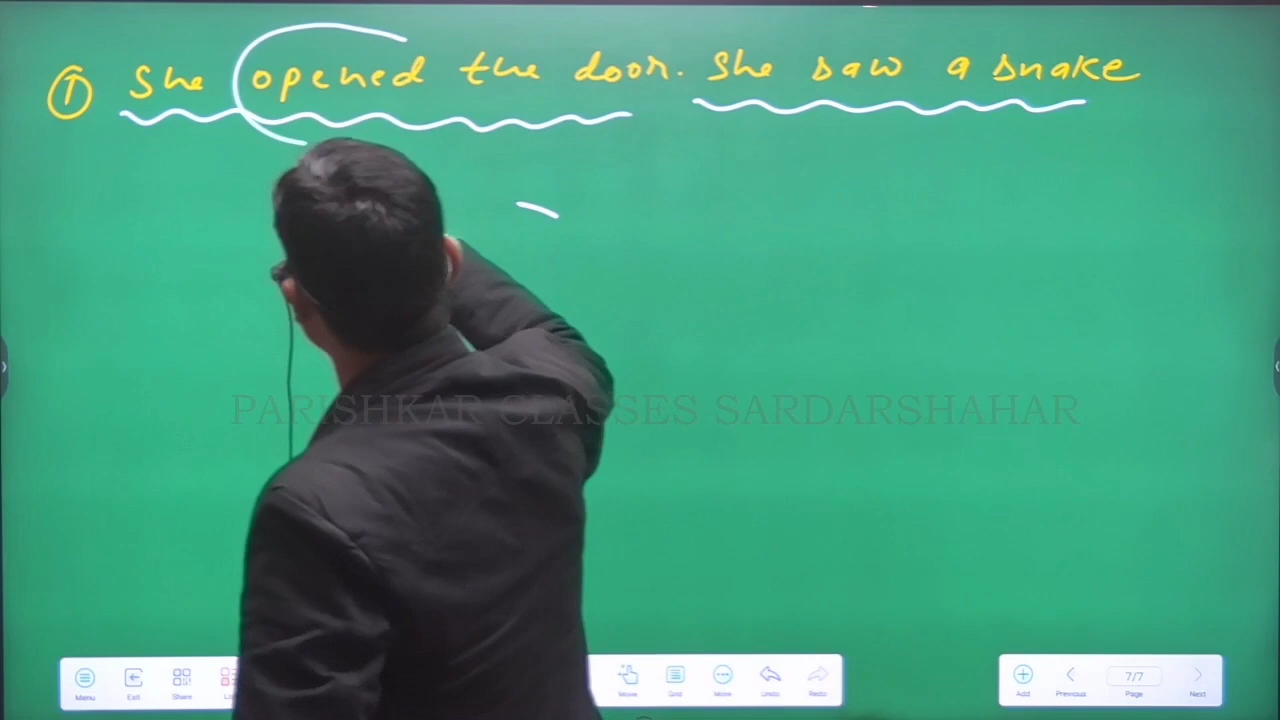 ① She opened the door. She saw a snake
PARISHKAR CLASSES SARDARSHAHAR
Menu Exit Share Move Grid More Undo Redo Add Previous 7/7 Page Next